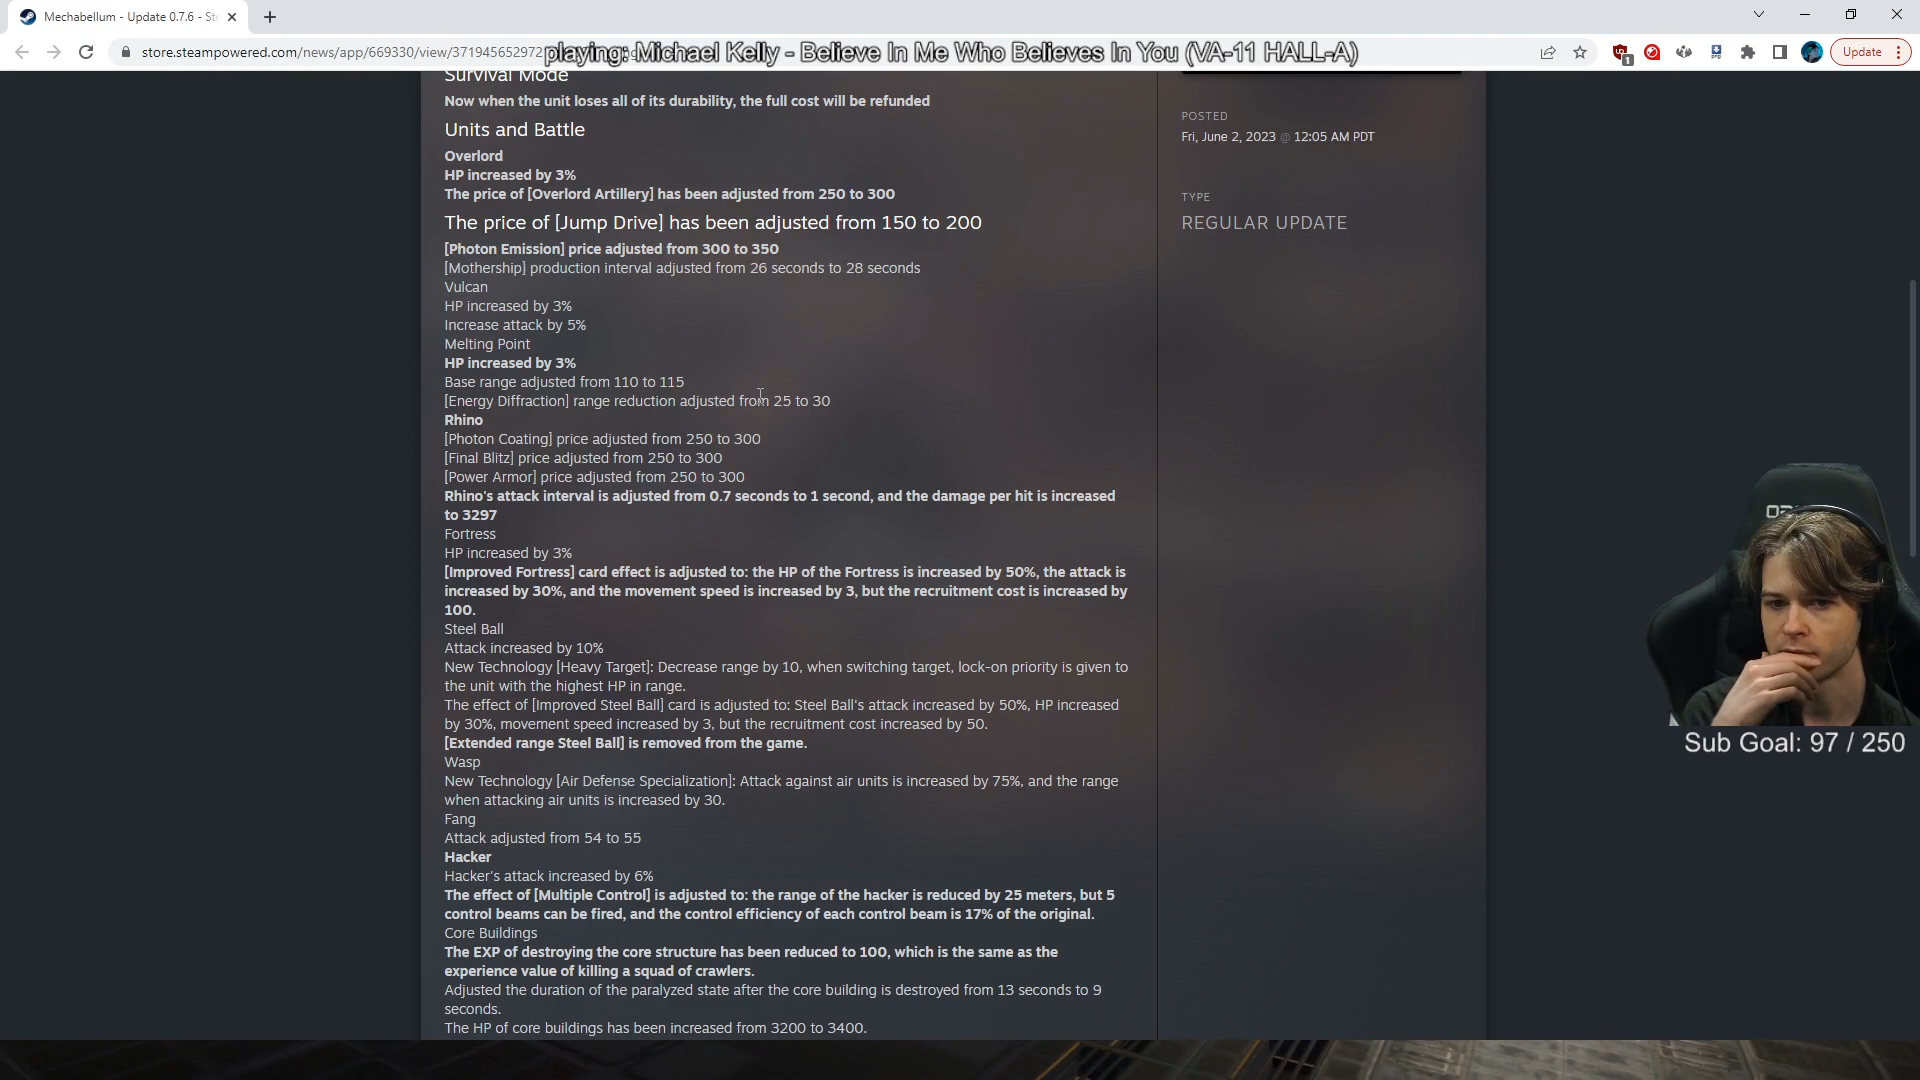 Mechabellum - Update 0.7.6 - Ste
store.steampowered.com/news/app/669330/view/37194565297
playing: Michael Kelly - Believe In Me Who Believes In You (VA-11 HALL-A)
1
Update
Survival Mode
Now when the unit loses all of its durability, the full cost will be refunded
Units and Battle
Overlord
HP increased by 3%
The price of [Overlord Artillery] has been adjusted from 250 to 300
The price of [Jump Drive] has been adjusted from 150 to 200
[Photon Emission] price adjusted from 300 to 350
[Mothership] production interval adjusted from 26 seconds to 28 seconds
Vulcan
HP increased by 3%
Increase attack by 5%
Melting Point
HP increased by 3%
Base range adjusted from 110 to 115
[Energy Diffraction] range reduction adjusted from 25 to 30
Rhino
[Photon Coating] price adjusted from 250 to 300
[Final Blitz] price adjusted from 250 to 300
[Power Armor] price adjusted from 250 to 300
Rhino's attack interval is adjusted from 0.7 seconds to 1 second, and the damage per hit is increased
to 3297
Fortress
HP increased by 3%
[Improved Fortress] card effect is adjusted to: the HP of the Fortress is increased by 50%, the attack is
increased by 30%, and the movement speed is increased by 3, but the recruitment cost is increased by
100.
Steel Ball
Attack increased by 10%
New Technology [Heavy Target]: Decrease range by 10, when switching target, lock-on priority is given to
the unit with the highest HP in range.
The effect of [Improved Steel Ball] card is adjusted to: Steel Ball's attack increased by 50%, HP increased
by 30%, movement speed increased by 3, but the recruitment cost increased by 50.
[Extended range Steel Ball] is removed from the game.
Wasp
New Technology [Air Defense Specialization]: Attack against air units is increased by 75%, and the range
when attacking air units is increased by 30.
Fang
Attack adjusted from 54 to 55
Hacker
Hacker's attack increased by 6%
The effect of [Multiple Control] is adjusted to: the range of the hacker is reduced by 25 meters, but 5
control beams can be fired, and the control efficiency of each control beam is 17% of the original.
Core Buildings
The EXP of destroying the core structure has been reduced to 100, which is the same as the
experience value of killing a squad of crawlers.
Adjusted the duration of the paralyzed state after the core building is destroyed from 13 seconds to 9
seconds.
The HP of core buildings has been increased from 3200 to 3400.
POSTED
Fri, June 2, 2023 @ 12:05 AM PDT
TYPE
REGULAR UPDATE
Sub Goal: 97 / 250